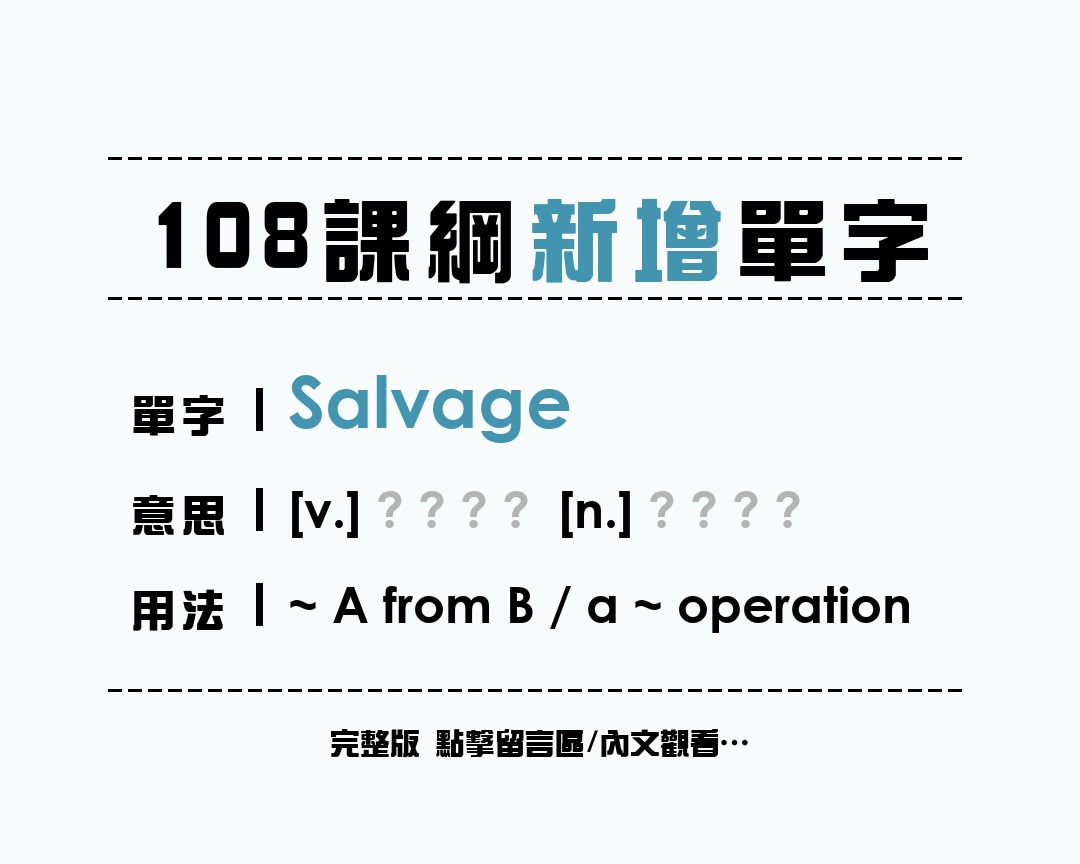 108課綱新增單字
單字 | Salvage
意思 | [v.] ？？？？ [n.] ？？？？
用法 | ~ A from B / a ~ operation
完整版 點擊留言區/內文觀看…